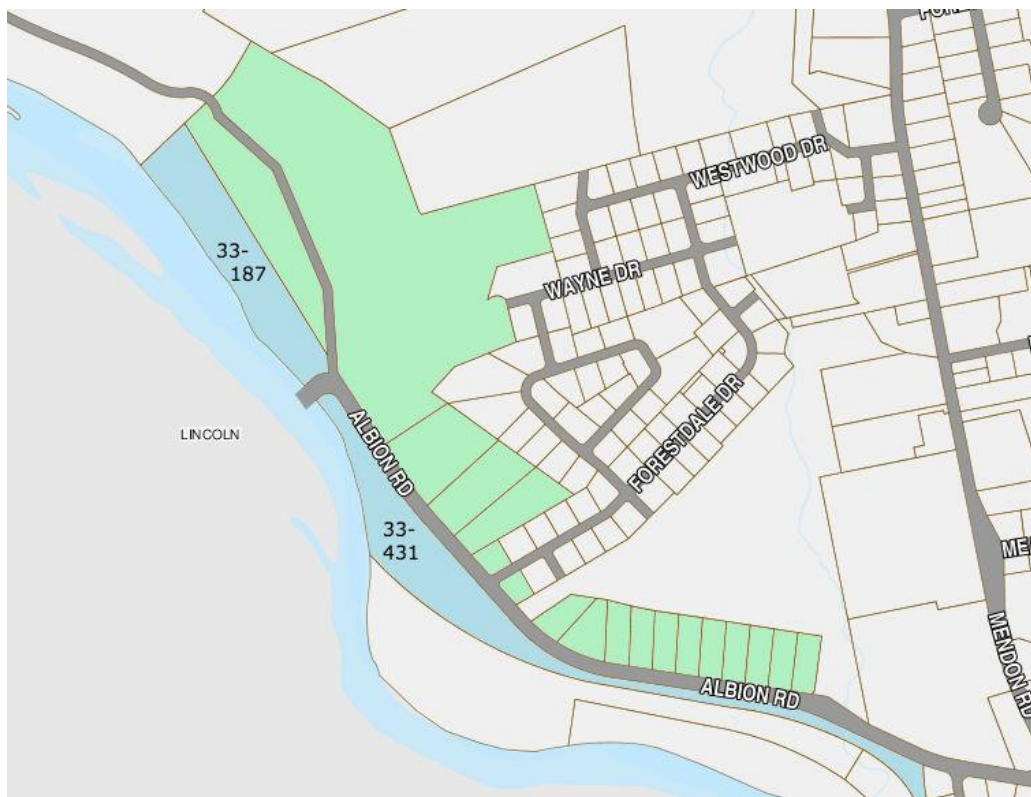 WESTWOOD DR
33-
187
WAYNE DR
FORESTDALE DR
LINCOLN
ALBION RD
33-
431
MENDON RD
ALBION RD